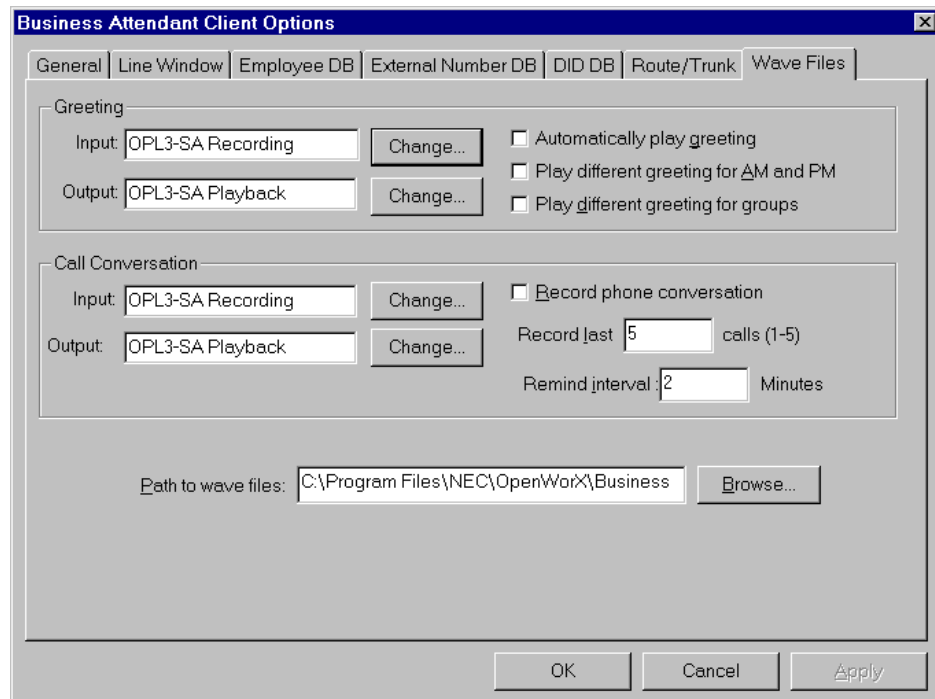 Business Attendant Client Options
General Line Window Employee DB External Number DB DID DB Route/Trunk Wave Files
Greeting
Input: OPL3-SA Recording Change... Automatically play greeting
Play different greeting for AM and PM
Output: OPL3-SA Playback Change...
Play different greeting for groups
Call Conversation
Input: OPL3-SA Recording Change... Record phone conversation
Output: OPL3-SA Playback Change... Record last 5 calls (1-5)
Remind interval : 2 Minutes
Path to wave files: C:\Program Files\NEC\OpenWorX\Business Browse...
OK Cancel Apply